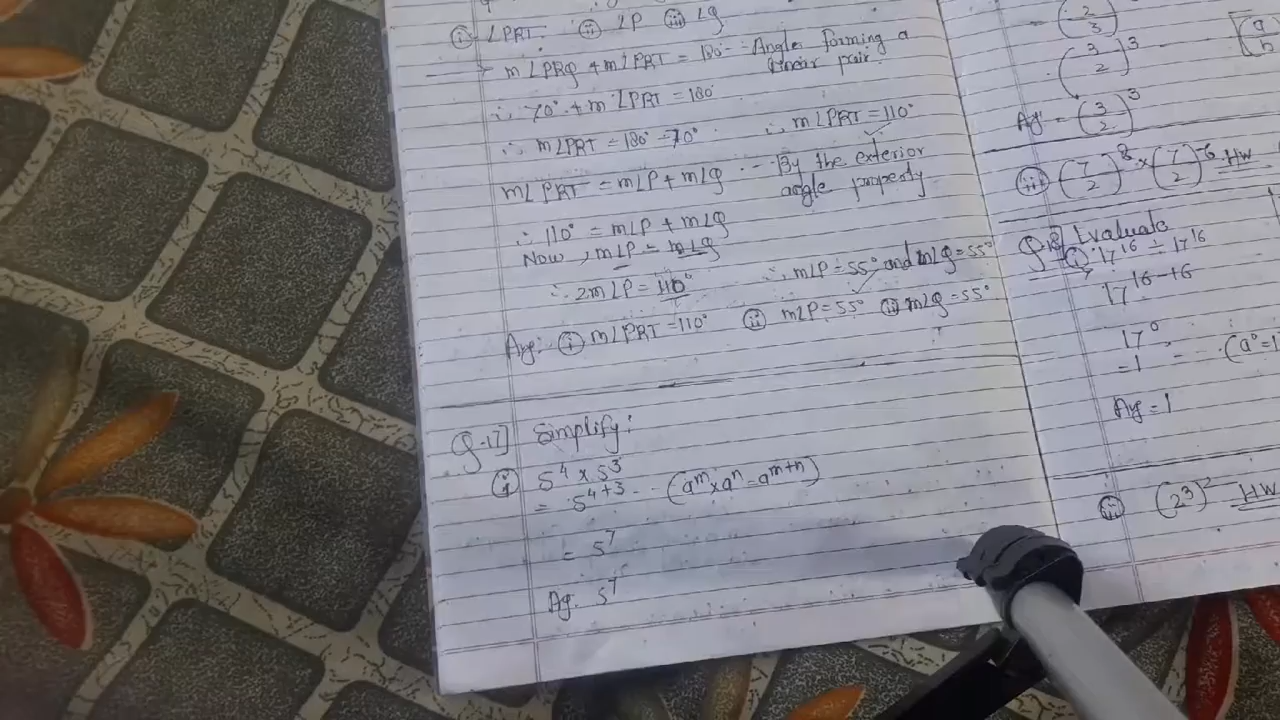 (i) ∠PRT. (ii) ∠P (iii) ∠Q
m∠PRQ + m∠PRT = 180° -- Angle forming a
linear pair.
∴ 70° + m∠PRT = 180°
∴ m∠PRT = 180° - 70° ∴ m∠PRT = 110°
m∠PRT = m∠P + m∠Q -- By the exterior
angle property
∴ 110° = m∠P + m∠Q
Now, m∠P = m∠Q
∴ 2m∠P = 110° ∴ m∠P = 55° and m∠Q = 55°
Ans: (i) m∠PRT = 110° (ii) m∠P = 55° (iii) m∠Q = 55°
Q.17] Simplify:
(i) 5⁴ × 5³
= 5⁴⁺³ -- (aᵐ × aⁿ = aᵐ⁺ⁿ)
= 5⁷
Ans: 5⁷
(2/3)
(3/2)³
Ans = (3/2)³
(iii) (7/2)⁸ × (7/2)⁻⁶ HW
Evaluate
(i) 17¹⁶ ÷ 17¹⁶
17¹⁶⁻¹⁶
17⁰
= 1 -- (a⁰ = 1
Ans = 1
(ii) (2³)² HW